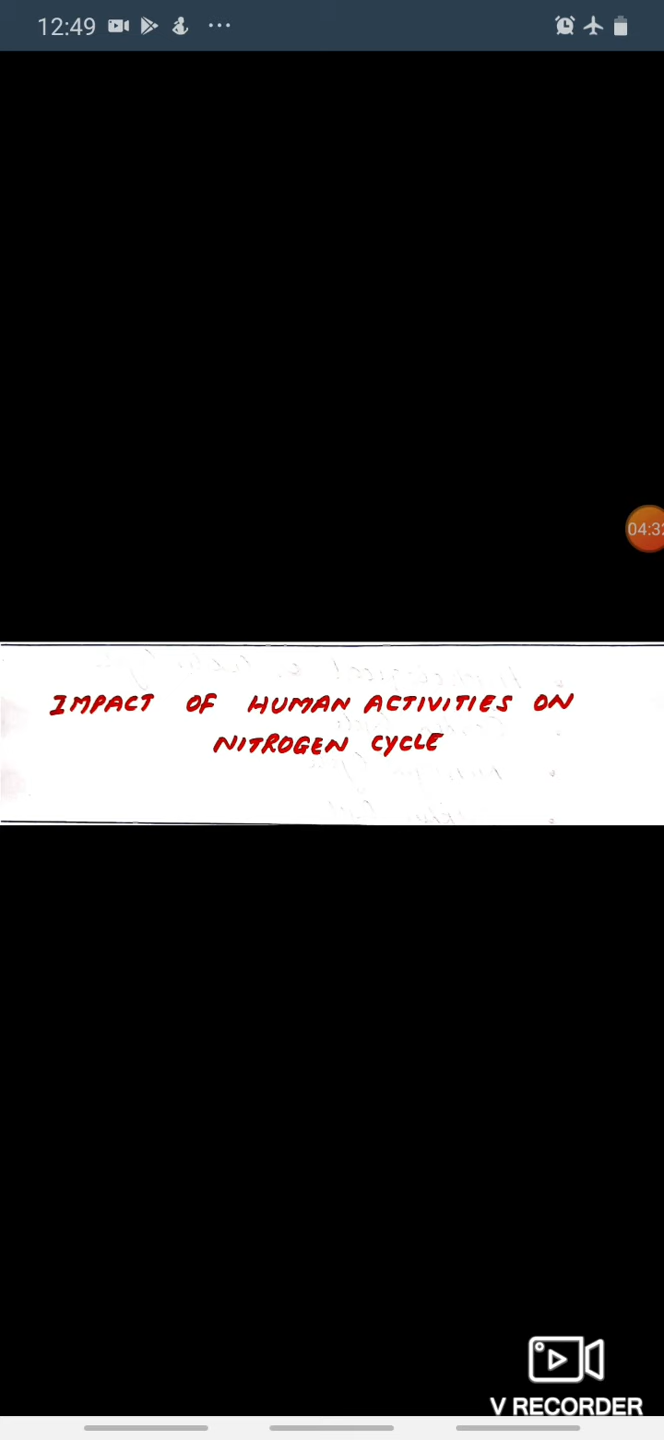 12:49
04:32
IMPACT OF HUMAN ACTIVITIES ON
NITROGEN CYCLE
V RECORDER